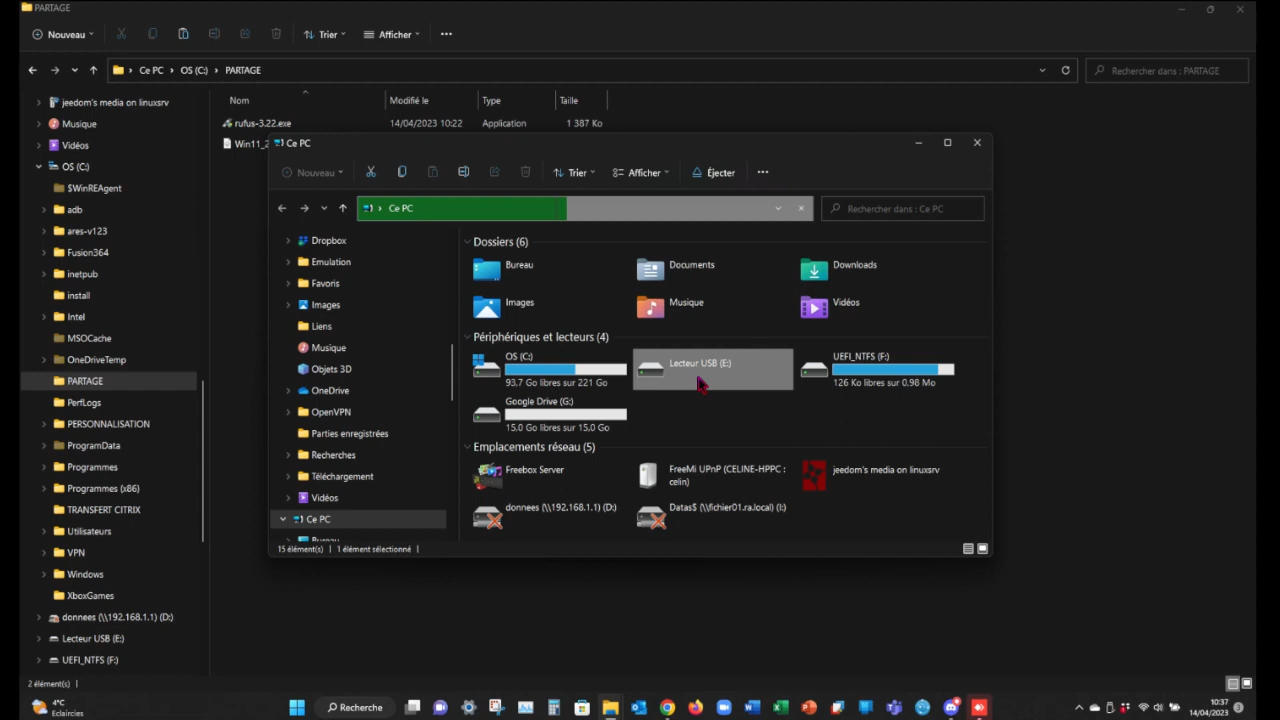 PARTAGE
Nouveau
Trier
Afficher
Ce PC
OS (C:)
PARTAGE
Rechercher dans : PARTAGE
jeedom's media on linuxsrv
Musique
Vidéos
OS (C:)
$WinREAgent
adb
ares-v123
Fusion364
inetpub
install
Intel
MSOCache
OneDriveTemp
PARTAGE
PerfLogs
PERSONNALISATION
ProgramData
Programmes
Programmes (x86)
TRANSFERT CITRIX
Utilisateurs
VPN
Windows
XboxGames
donnees (\\192.168.1.1) (D:)
Lecteur USB (E:)
UEFI_NTFS (F:)
2 élément(s)
Nom
Modifié le
Type
Taille
rufus-3.22.exe
14/04/2023 10:22
Application
1 387 Ko
Win11_2
Ce PC
Nouveau
Trier
Afficher
Éjecter
Ce PC
Rechercher dans : Ce PC
Dropbox
Emulation
Favoris
Images
Liens
Musique
Objets 3D
OneDrive
OpenVPN
Parties enregistrées
Recherches
Téléchargement
Vidéos
Ce PC
Bureau
Dossiers (6)
Bureau
Documents
Downloads
Images
Musique
Vidéos
Périphériques et lecteurs (4)
OS (C:)
93,7 Go libres sur 221 Go
Lecteur USB (E:)
UEFI_NTFS (F:)
126 Ko libres sur 0,98 Mo
Google Drive (G:)
15,0 Go libres sur 15,0 Go
Emplacements réseau (5)
Freebox Server
FreeMi UPnP (CELINE-HPPC :
celin)
jeedom's media on linuxsrv
donnees (\\192.168.1.1) (D:)
Datas$ (\\fichier01.ra.local) (I:)
15 élément(s)
1 élément sélectionné
4°C
Eclaircies
Recherche
10:37
14/04/2023